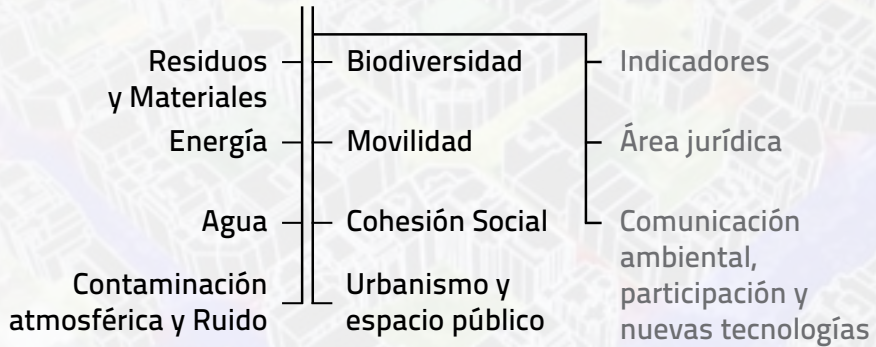 Residuos
y Materiales
Energía
Agua
Contaminación
atmosférica y Ruido
Biodiversidad
Movilidad
Cohesión Social
Urbanismo y
espacio público
Indicadores
Área jurídica
Comunicación
ambiental,
participación y
nuevas tecnologías